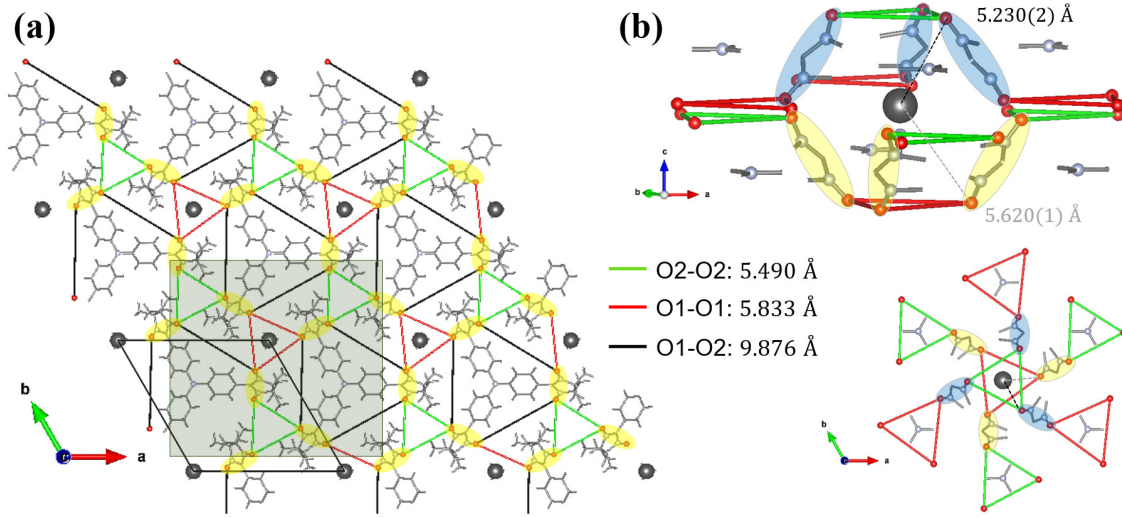 (a)
b
a
(b)
5.230(2) Å
c
b
a
5.620(1) Å
O2-O2: 5.490 Å
O1-O1: 5.833 Å
O1-O2: 9.876 Å
b
a